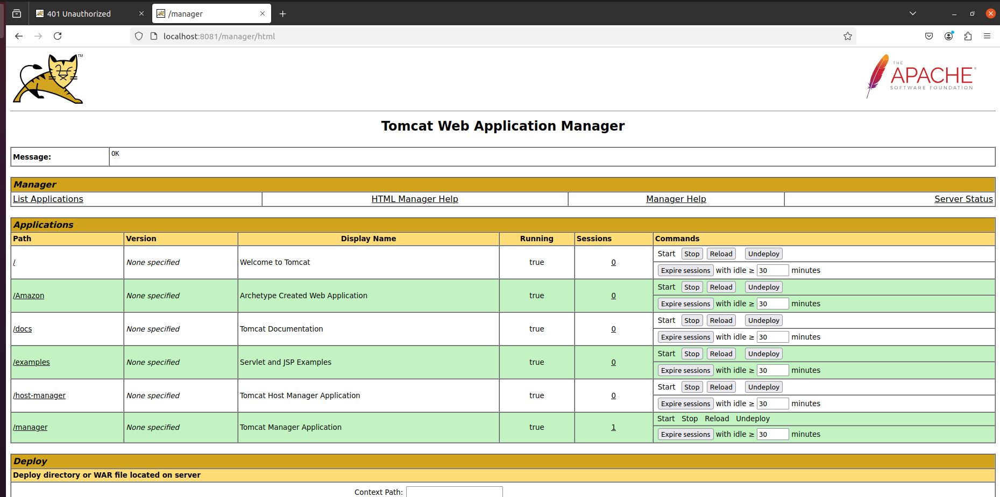 401 Unauthorized
/manager
localhost:8081/manager/html
TM
THE
APACHE®
SOFTWARE FOUNDATION
Tomcat Web Application Manager
Message: OK
Manager
List Applications HTML Manager Help Manager Help Server Status
Applications
Path Version Display Name Running Sessions Commands
/ None specified Welcome to Tomcat true 0 Start Stop Reload Undeploy
Expire sessions with idle ≥ 30 minutes
/Amazon None specified Archetype Created Web Application true 0 Start Stop Reload Undeploy
Expire sessions with idle ≥ 30 minutes
/docs None specified Tomcat Documentation true 0 Start Stop Reload Undeploy
Expire sessions with idle ≥ 30 minutes
/examples None specified Servlet and JSP Examples true 0 Start Stop Reload Undeploy
Expire sessions with idle ≥ 30 minutes
/host-manager None specified Tomcat Host Manager Application true 0 Start Stop Reload Undeploy
Expire sessions with idle ≥ 30 minutes
/manager None specified Tomcat Manager Application true 1 Start Stop Reload Undeploy
Expire sessions with idle ≥ 30 minutes
Deploy
Deploy directory or WAR file located on server
Context Path: